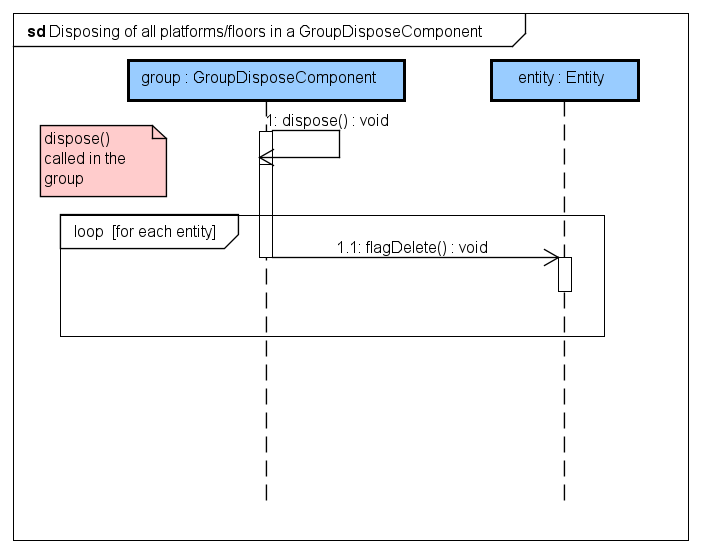 sd Disposing of all platforms/floors in a GroupDisposeComponent
group : GroupDisposeComponent
entity : Entity
1: dispose() : void
dispose()
called in the
group
loop [for each entity]
1.1: flagDelete() : void